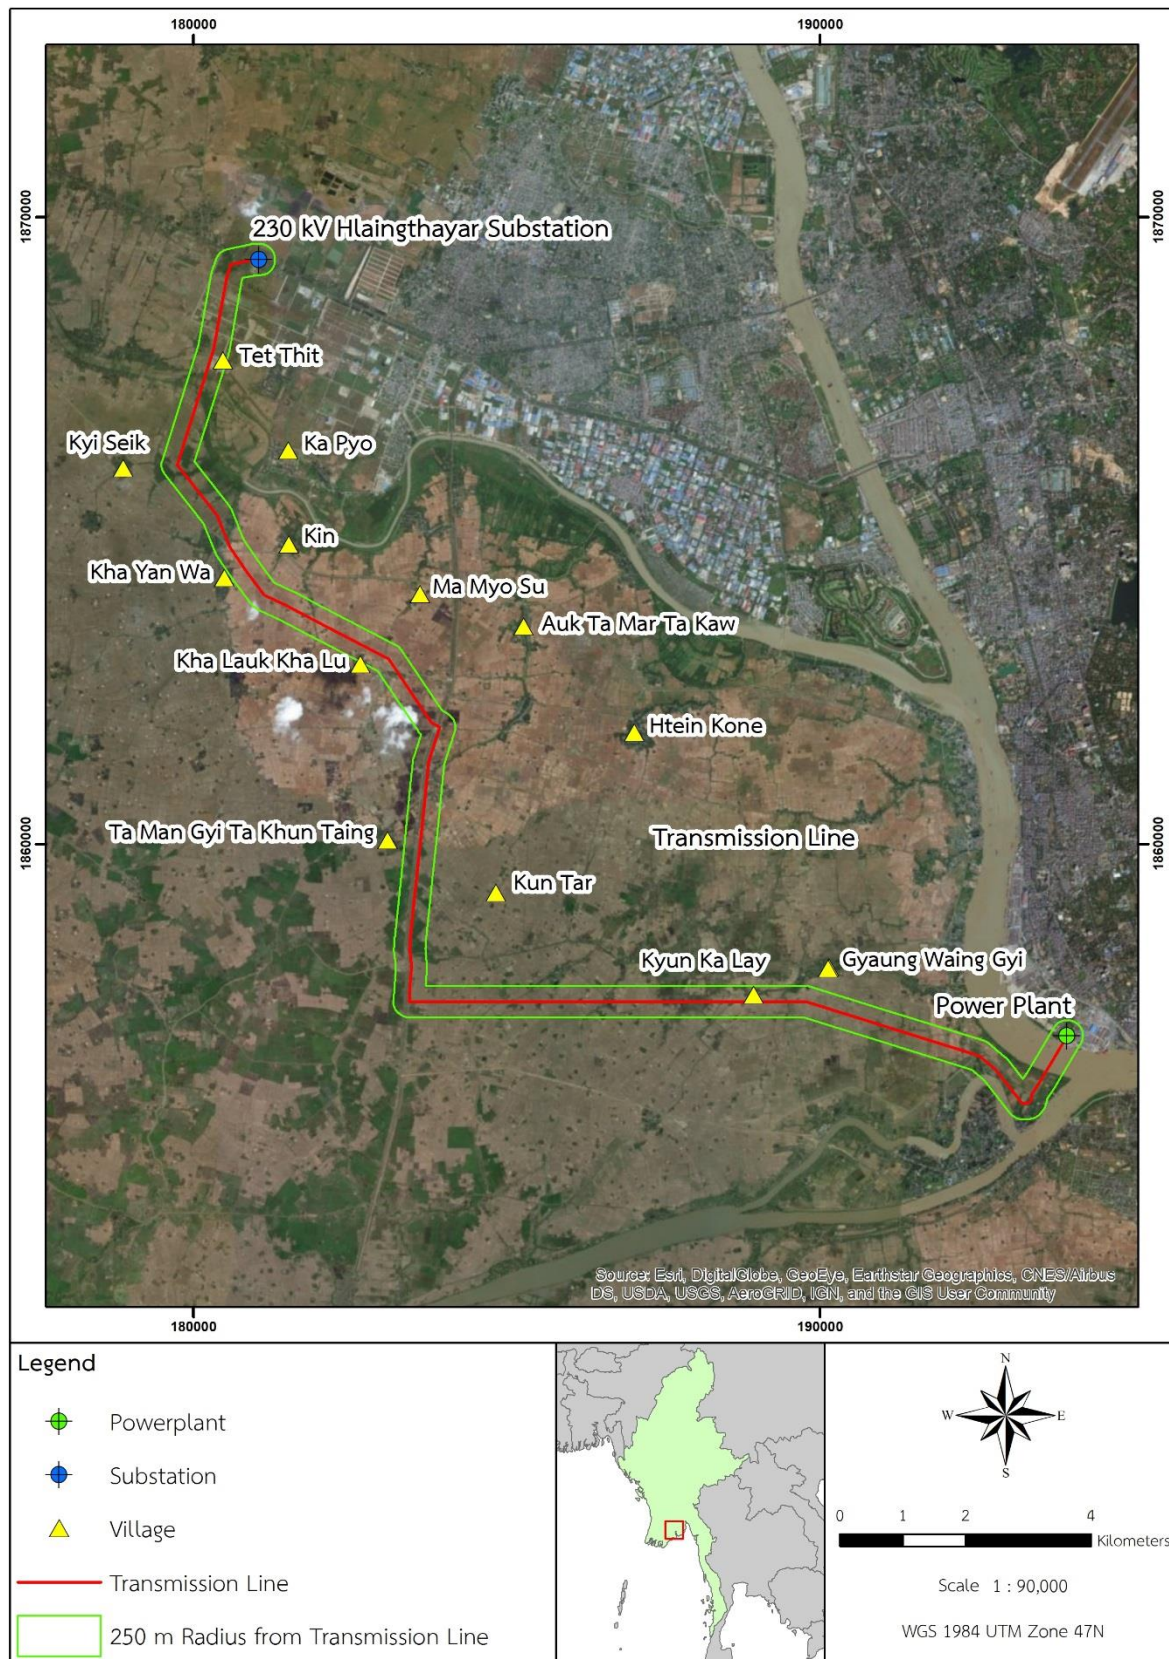 180000
190000
1870000
1870000
230 kV Hlaingthayar Substation
Tet Thit
Kyi Seik
Ka Pyo
Kin
Kha Yan Wa
Ma Myo Su
Auk Ta Mar Ta Kaw
Kha Lauk Kha Lu
Htein Kone
Ta Man Gyi Ta Khun Taing
Transmission Line
1860000
1860000
Kun Tar
Kyun Ka Lay
Gyaung Waing Gyi
Power Plant
Source: Esri, DigitalGlobe, GeoEye, Earthstar Geographics, CNES/Airbus
DS, USDA, USGS, AeroGRID, IGN, and the GIS User Community
180000
190000
Legend
Powerplant
Substation
Village
Transmission Line
250 m Radius from Transmission Line
N
W
E
S
0 1 2 4
Kilometers
Scale 1 : 90,000
WGS 1984 UTM Zone 47N